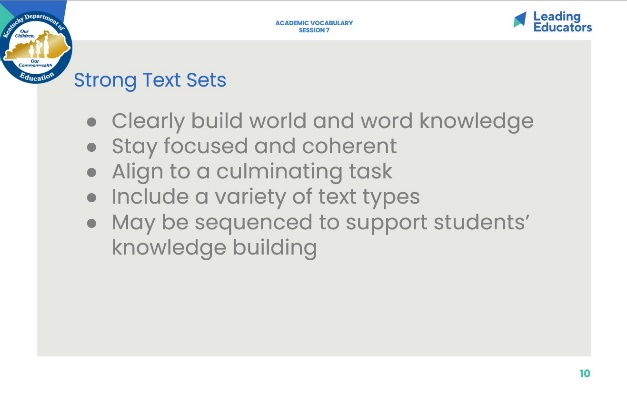 Kentucky Department of
Our
Children,
Our
Commonwealth
Education
ACADEMIC VOCABULARY
SESSION 7
Leading
Educators
Strong Text Sets
● Clearly build world and word knowledge
● Stay focused and coherent
● Align to a culminating task
● Include a variety of text types
● May be sequenced to support students’
knowledge building
10